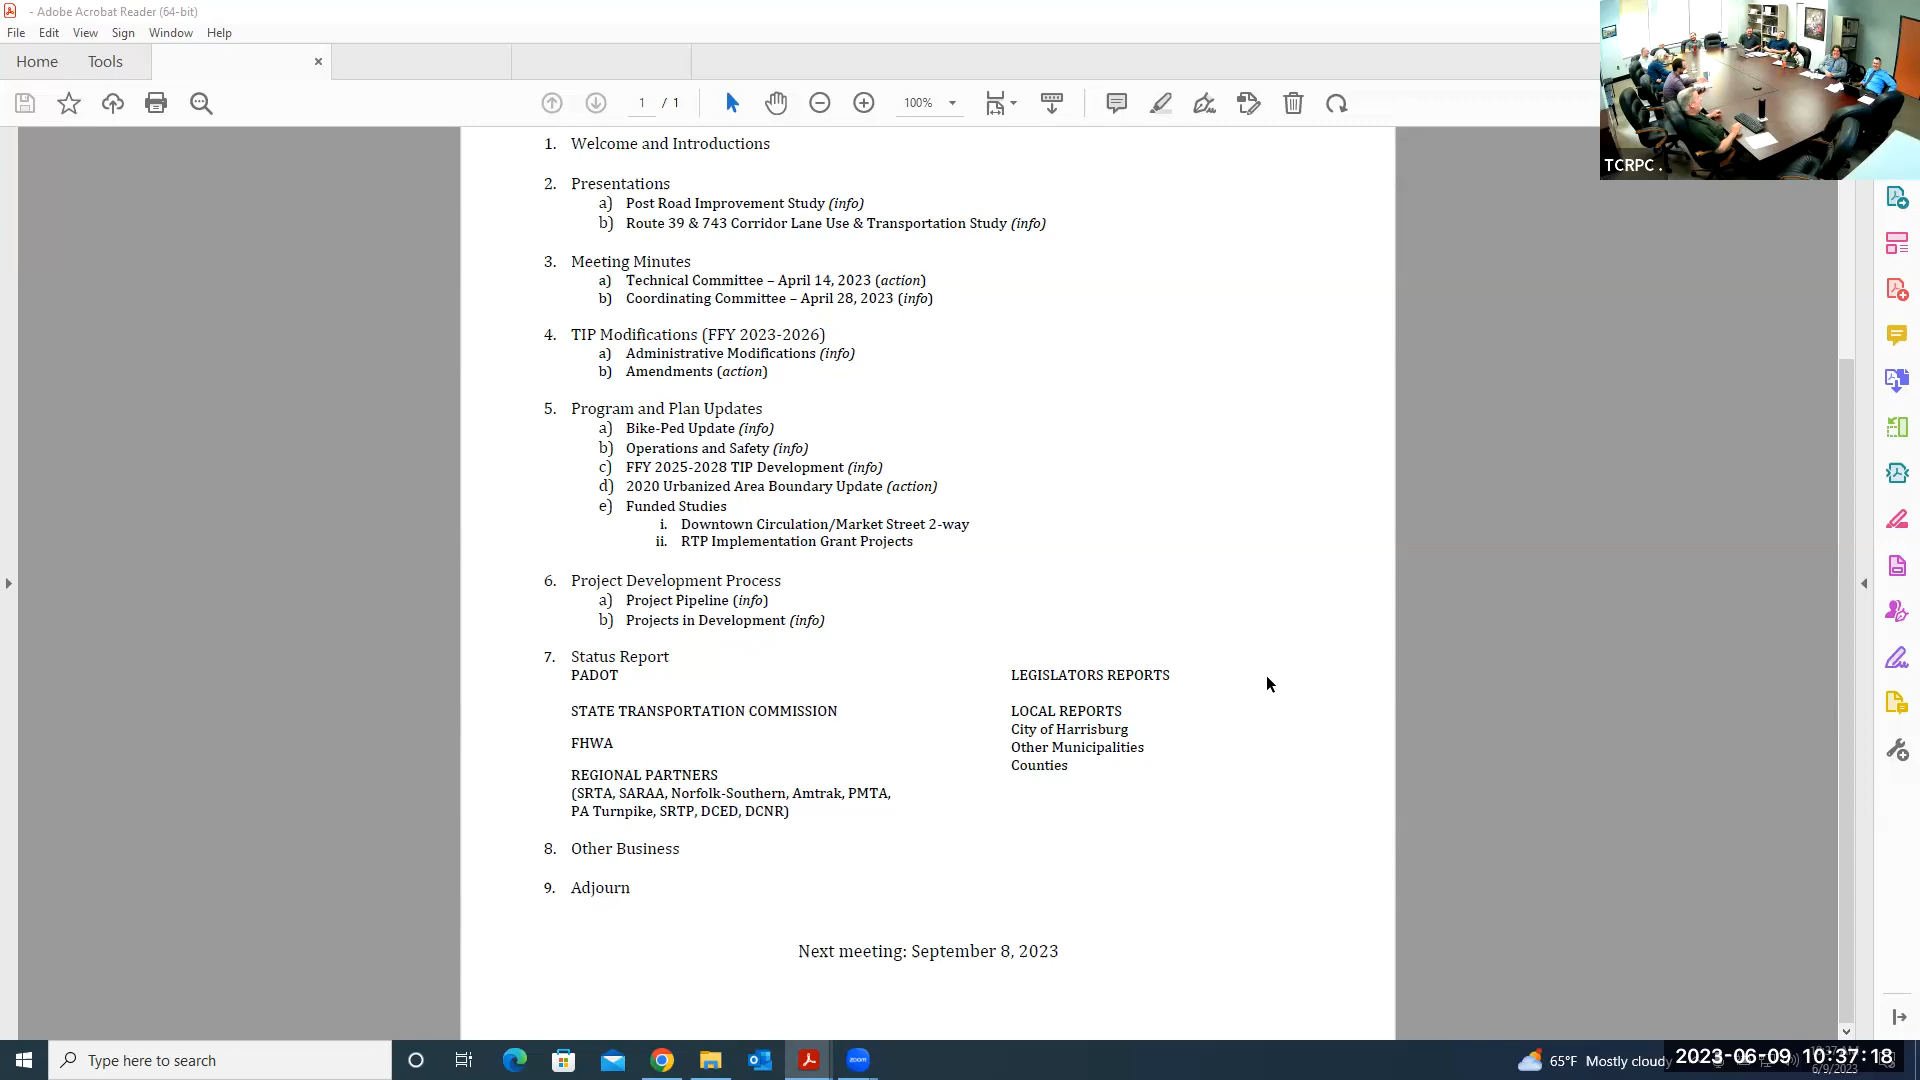 - Adobe Acrobat Reader (64-bit)
File Edit View Sign Window Help
Home Tools
1 / 1 100%
TCRPC .
1. Welcome and Introductions
2. Presentations
a) Post Road Improvement Study (info)
b) Route 39 & 743 Corridor Lane Use & Transportation Study (info)
3. Meeting Minutes
a) Technical Committee – April 14, 2023 (action)
b) Coordinating Committee – April 28, 2023 (info)
4. TIP Modifications (FFY 2023-2026)
a) Administrative Modifications (info)
b) Amendments (action)
5. Program and Plan Updates
a) Bike-Ped Update (info)
b) Operations and Safety (info)
c) FFY 2025-2028 TIP Development (info)
d) 2020 Urbanized Area Boundary Update (action)
e) Funded Studies
i. Downtown Circulation/Market Street 2-way
ii. RTP Implementation Grant Projects
6. Project Development Process
a) Project Pipeline (info)
b) Projects in Development (info)
7. Status Report
PADOT
STATE TRANSPORTATION COMMISSION
FHWA
REGIONAL PARTNERS
(SRTA, SARAA, Norfolk-Southern, Amtrak, PMTA,
PA Turnpike, SRTP, DCED, DCNR)
LEGISLATORS REPORTS
LOCAL REPORTS
City of Harrisburg
Other Municipalities
Counties
8. Other Business
9. Adjourn
Next meeting: September 8, 2023
Type here to search
zoom
65°F Mostly cloudy
2023-06-09 10:37:18
6/9/2023